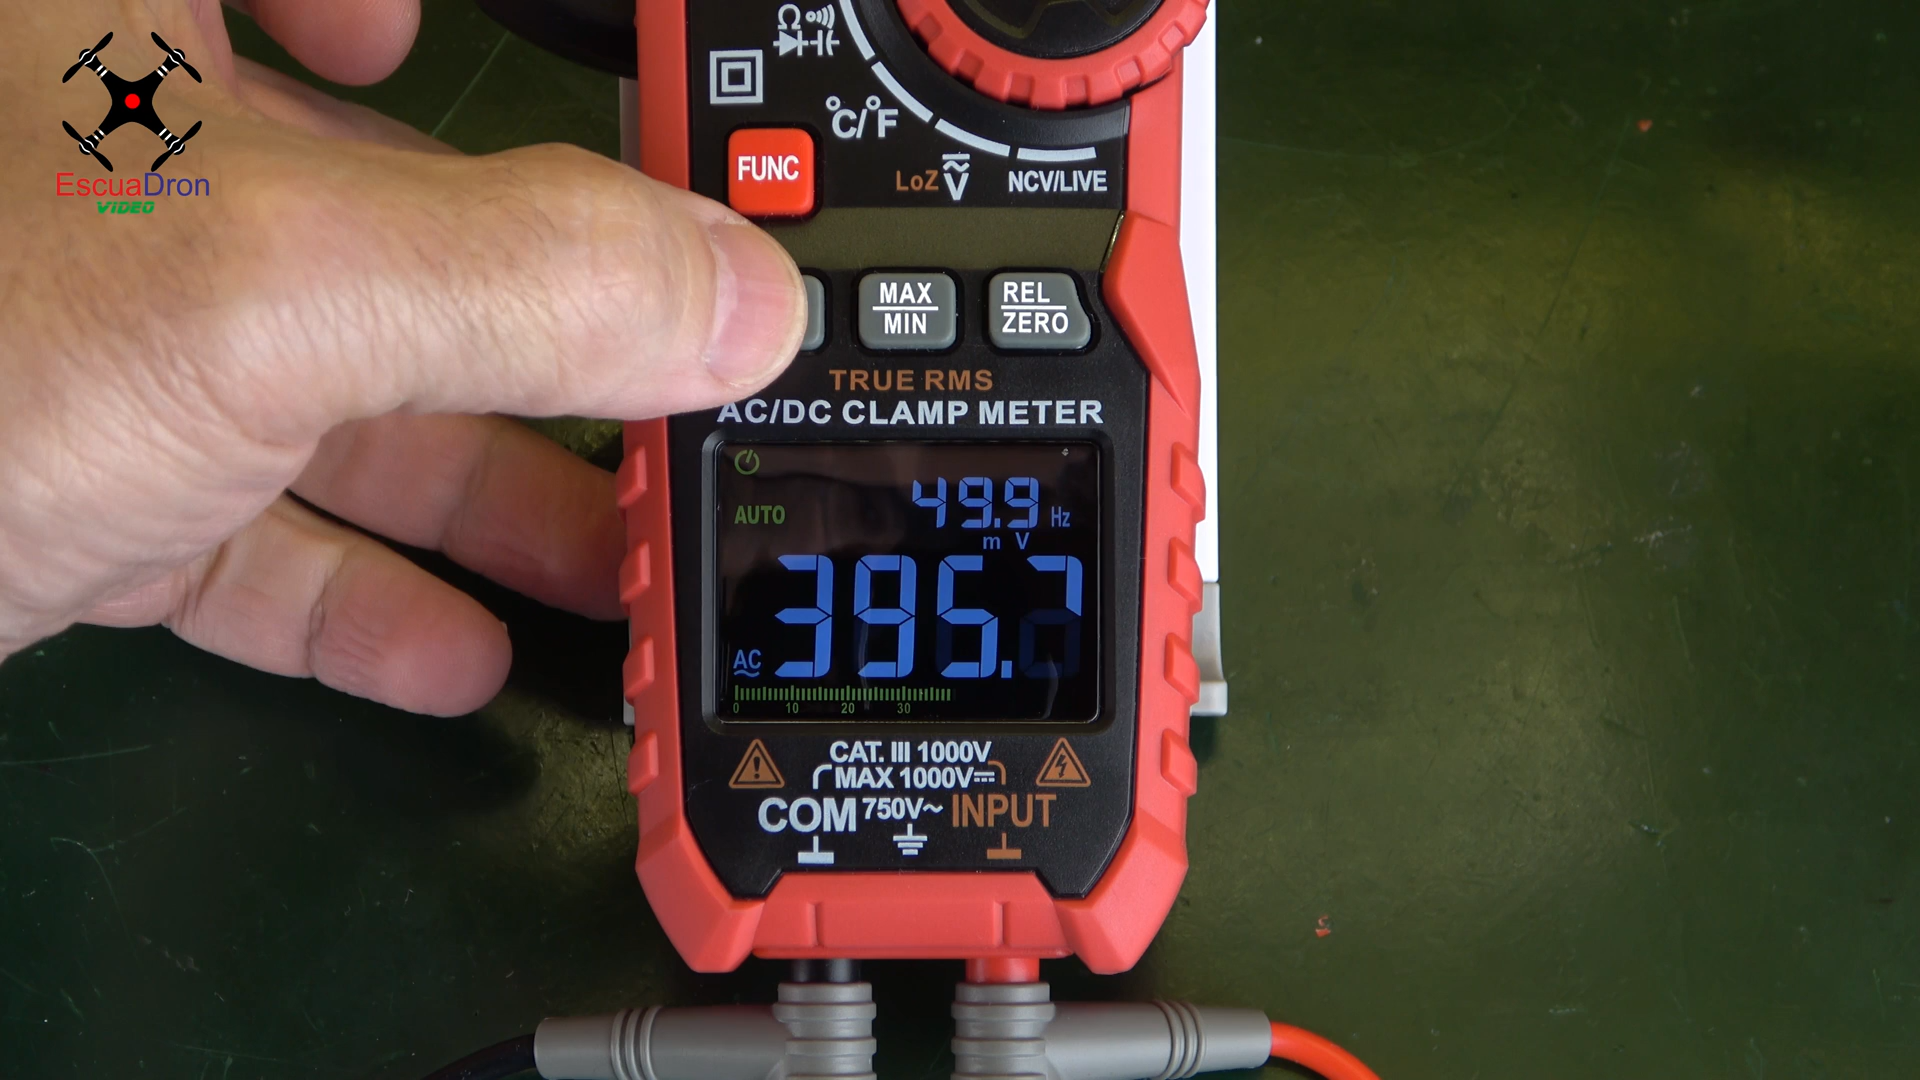 EscuaDron
VIDEO
Ω
°C/°F
FUNC
LoZ V
NCV/LIVE
MAX
MIN
REL
ZERO
TRUE RMS
AC/DC CLAMP METER
AUTO
49.9 Hz
m V
395.7
AC
0 10 20 30
CAT. III 1000V
MAX 1000V
COM 750V~ INPUT